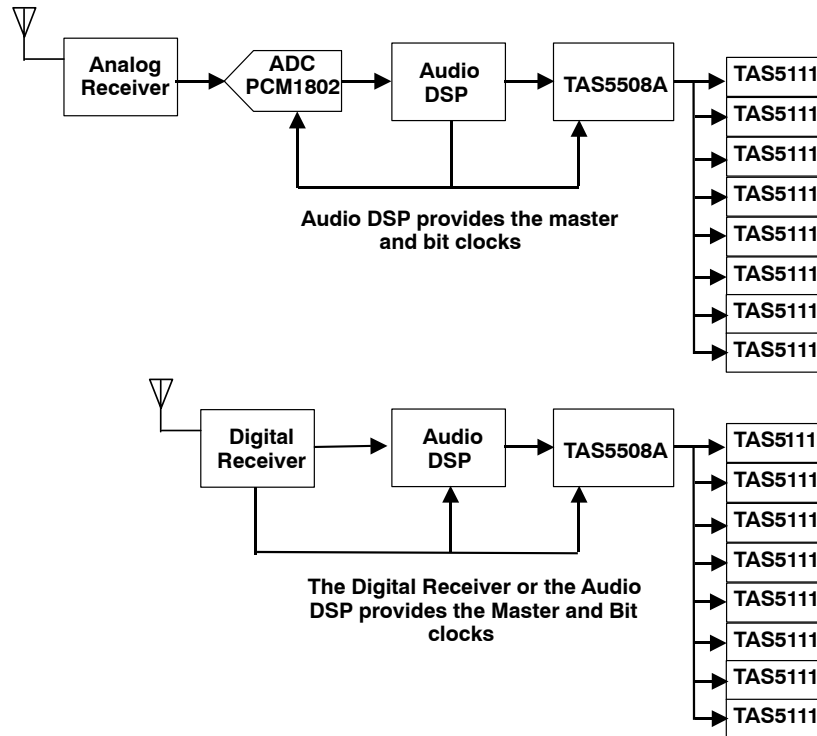 Analog
Receiver
ADC
PCM1802
Audio
DSP
TAS5508A
TAS5111
TAS5111
TAS5111
TAS5111
TAS5111
TAS5111
TAS5111
TAS5111
Audio DSP provides the master
and bit clocks
Digital
Receiver
Audio
DSP
TAS5508A
TAS5111
TAS5111
TAS5111
TAS5111
TAS5111
TAS5111
TAS5111
TAS5111
The Digital Receiver or the Audio
DSP provides the Master and Bit
clocks